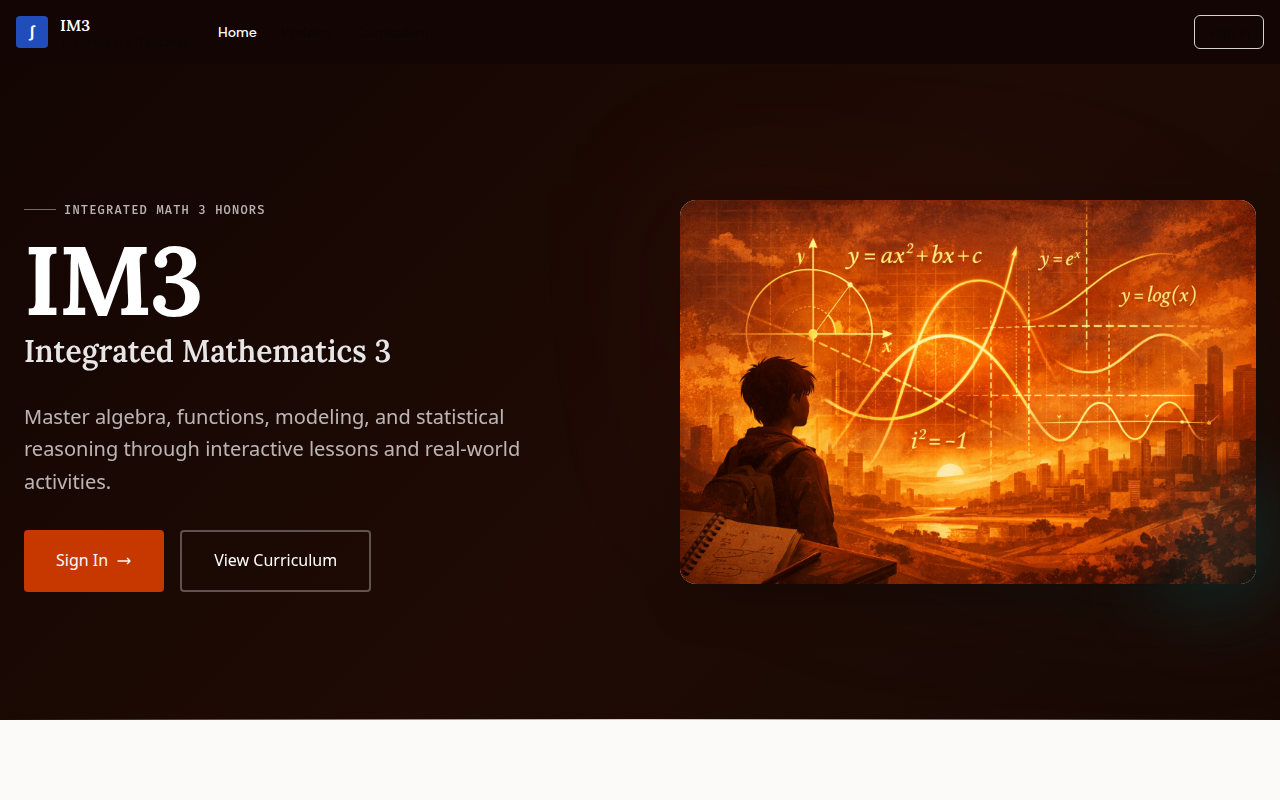 ∫
IM3
Home
INTEGRATED MATH 3 HONORS
IM3
Integrated Mathematics 3
Master algebra, functions, modeling, and statistical
reasoning through interactive lessons and real-world
activities.
Sign In →
View Curriculum
y
y = ax² + bx + c
y = eˣ
y = log(x)
x
i² = −1